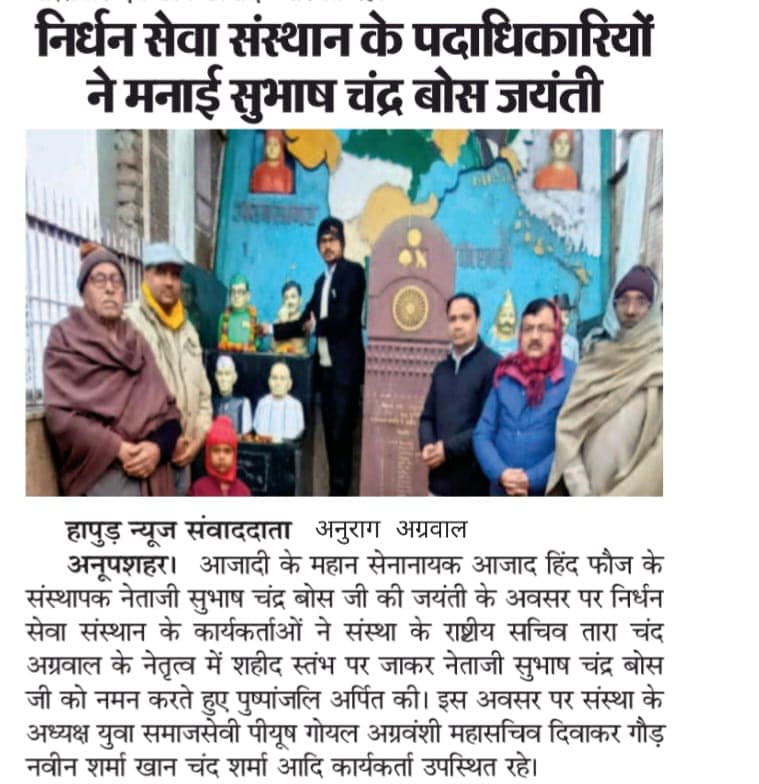 निर्धन सेवा संस्थान के पदाधिकारियों
ने मनाई सुभाष चंद्र बोस जयंती
हापुड़ न्यूज संवाददाता अनुराग अग्रवाल
अनूपशहर। आजादी के महान सेनानायक आजाद हिंद फौज के
संस्थापक नेताजी सुभाष चंद्र बोस जी की जयंती के अवसर पर निर्धन
सेवा संस्थान के कार्यकर्ताओं ने संस्था के राष्ट्रीय सचिव तारा चंद
अग्रवाल के नेतृत्व में शहीद स्तंभ पर जाकर नेताजी सुभाष चंद्र बोस
जी को नमन करते हुए पुष्पांजलि अर्पित की। इस अवसर पर संस्था के
अध्यक्ष युवा समाजसेवी पीयूष गोयल अग्रवंशी महासचिव दिवाकर गौड़
नवीन शर्मा खान चंद शर्मा आदि कार्यकर्ता उपस्थित रहे।